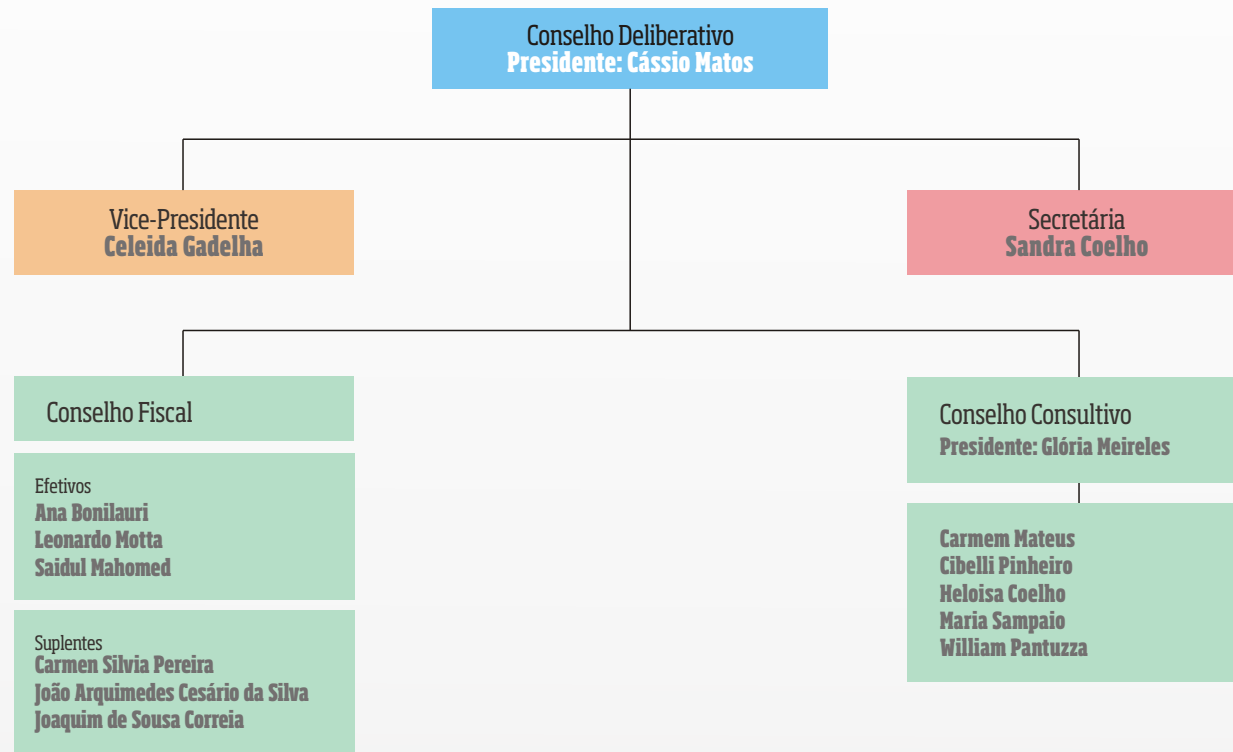 Conselho Deliberativo
Presidente: Cássio Matos
Vice-Presidente
Celeida Gadelha
Secretária
Sandra Coelho
Conselho Fiscal
Efetivos
Ana Bonilauri
Leonardo Motta
Saidul Mahomed
Suplentes
Carmen Silvia Pereira
João Arquimedes Cesário da Silva
Joaquim de Sousa Correia
Conselho Consultivo
Presidente: Glória Meireles
Carmem Mateus
Cibelli Pinheiro
Heloisa Coelho
Maria Sampaio
William Pantuzza